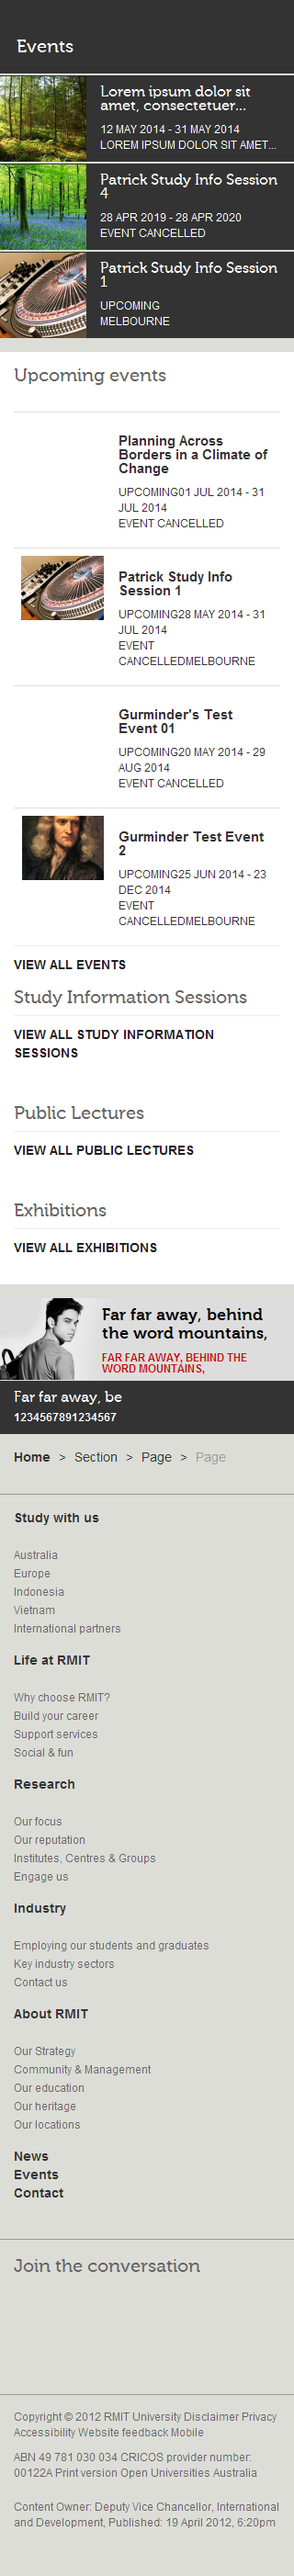 Events
Lorem ipsum dolor sit
amet, consectetuer...
12 MAY 2014 - 31 MAY 2014
LOREM IPSUM DOLOR SIT AMET...
Patrick Study Info Session
4
28 APR 2019 - 28 APR 2020
EVENT CANCELLED
Patrick Study Info Session
1
UPCOMING
MELBOURNE
Upcoming events
Planning Across
Borders in a Climate of
Change
UPCOMING01 JUL 2014 - 31
JUL 2014
EVENT CANCELLED
Patrick Study Info
Session 1
UPCOMING28 MAY 2014 - 31
JUL 2014
EVENT
CANCELLEDMELBOURNE
Gurminder's Test
Event 01
UPCOMING20 MAY 2014 - 29
AUG 2014
EVENT CANCELLED
Gurminder Test Event
2
UPCOMING25 JUN 2014 - 23
DEC 2014
EVENT
CANCELLEDMELBOURNE
VIEW ALL EVENTS
Study Information Sessions
VIEW ALL STUDY INFORMATION
SESSIONS
Public Lectures
VIEW ALL PUBLIC LECTURES
Exhibitions
VIEW ALL EXHIBITIONS
Far far away, behind
the word mountains,
FAR FAR AWAY, BEHIND THE
WORD MOUNTAINS,
Far far away, be
1234567891234567
Home > Section > Page > Page
Study with us
Australia
Europe
Indonesia
Vietnam
International partners
Life at RMIT
Why choose RMIT?
Build your career
Support services
Social & fun
Research
Our focus
Our reputation
Institutes, Centres & Groups
Engage us
Industry
Employing our students and graduates
Key industry sectors
Contact us
About RMIT
Our Strategy
Community & Management
Our education
Our heritage
Our locations
News
Events
Contact
Join the conversation
Copyright © 2012 RMIT University Disclaimer Privacy
Accessibility Website feedback Mobile
ABN 49 781 030 034 CRICOS provider number:
00122A Print version Open Universities Australia
Content Owner: Deputy Vice Chancellor, International
and Development, Published: 19 April 2012, 6:20pm